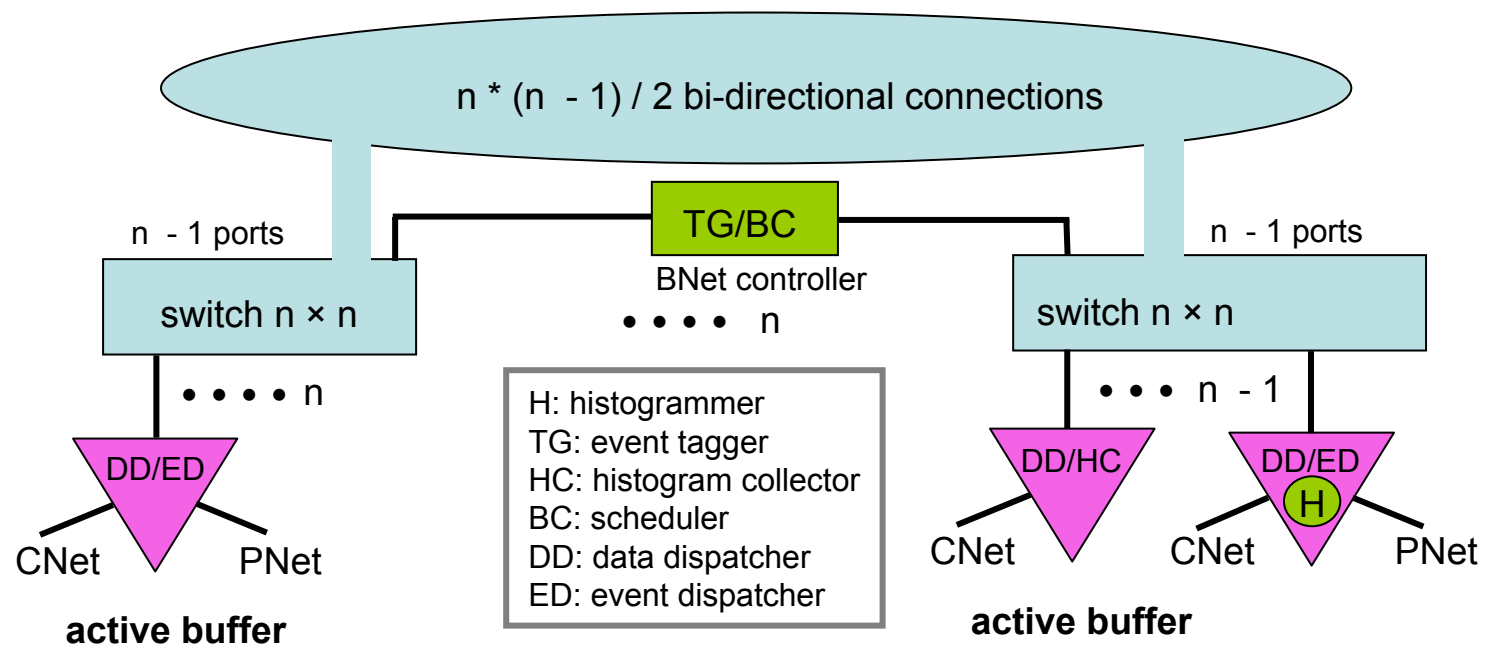 n * (n - 1) / 2 bi-directional connections
TG/BC
n - 1 ports
n - 1 ports
BNet controller
switch n × n
switch n × n
• • • • n
• • • • n
• • • n - 1
H: histogrammer
TG: event tagger
HC: histogram collector
BC: scheduler
DD: data dispatcher
ED: event dispatcher
DD/ED
DD/HC
DD/ED
H
CNet
PNet
CNet
CNet
PNet
active buffer
active buffer